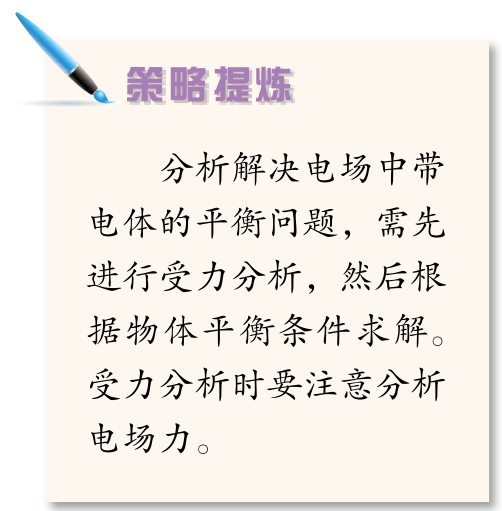 策略提炼
分析解决电场中带
电体的平衡问题，需先
进行受力分析，然后根
据物体平衡条件求解。
受力分析时要注意分析
电场力。